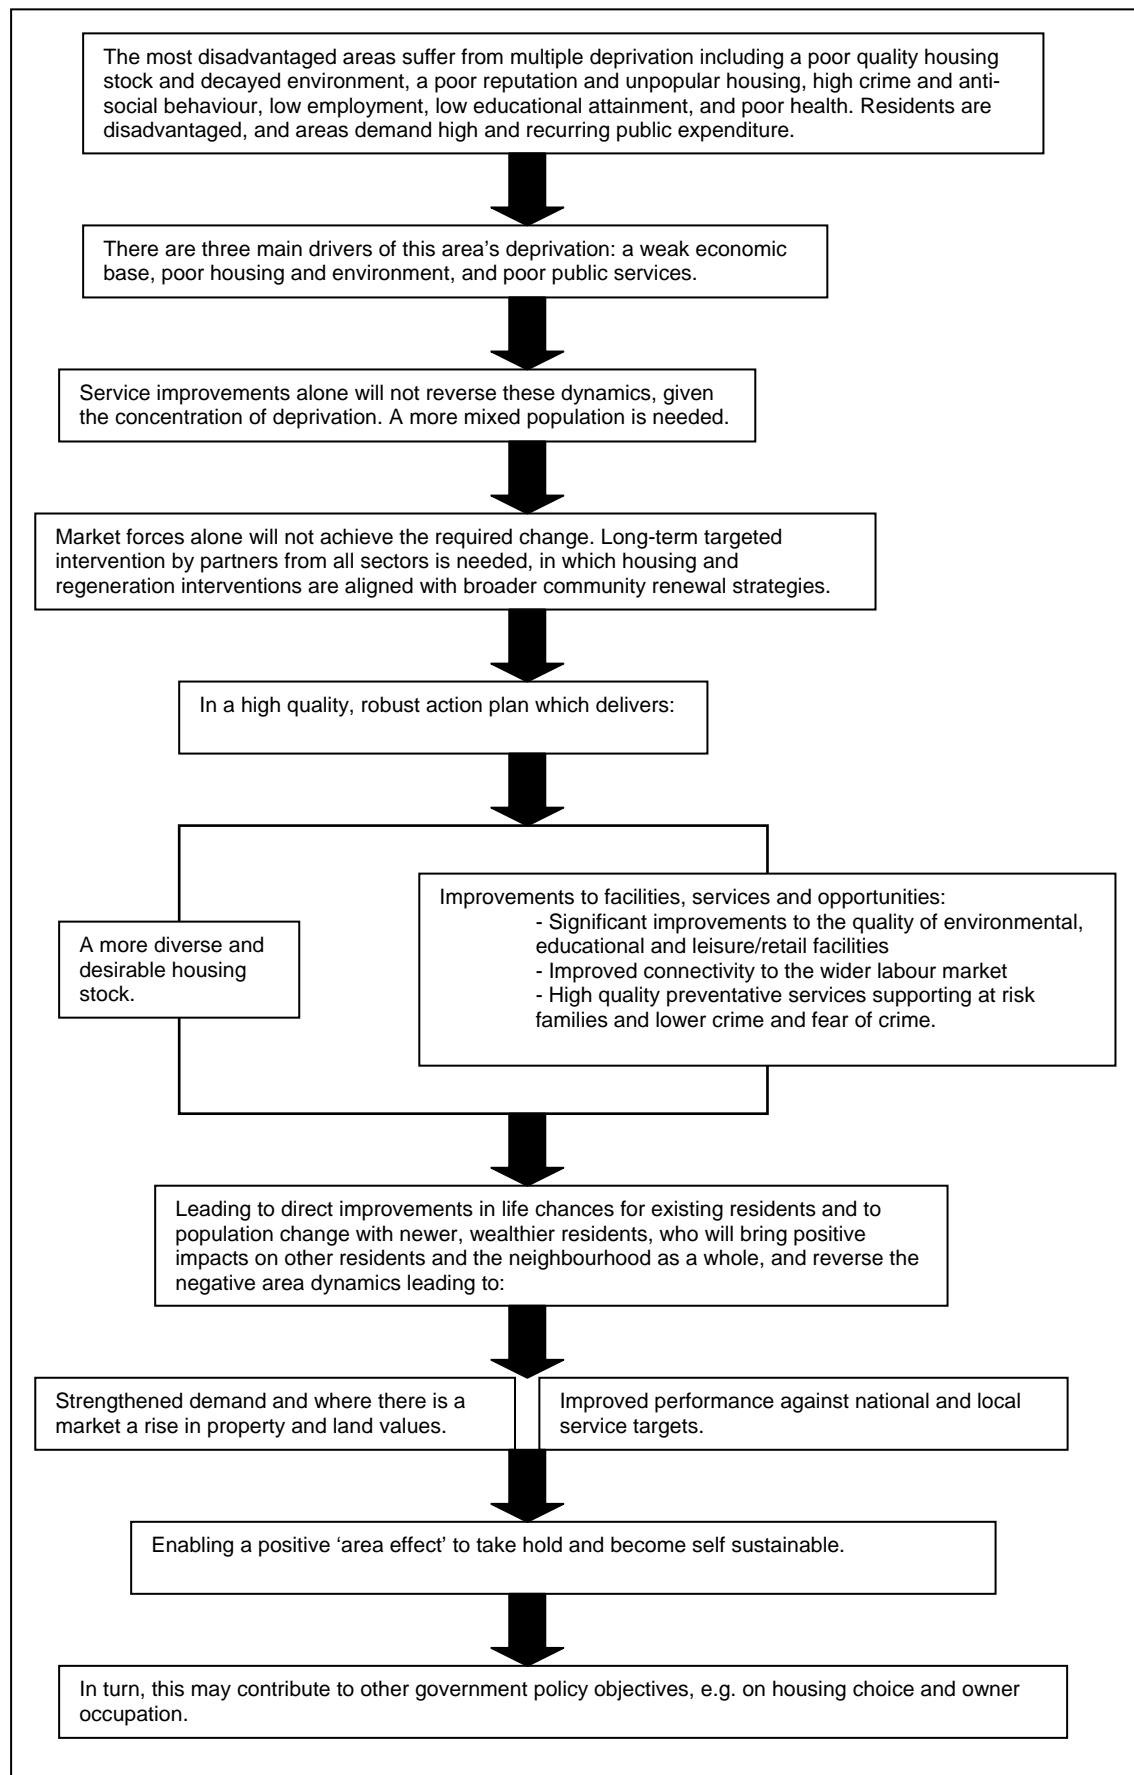 The most disadvantaged areas suffer from multiple deprivation including a poor quality housing
stock and decayed environment, a poor reputation and unpopular housing, high crime and anti-
social behaviour, low employment, low educational attainment, and poor health. Residents are
disadvantaged, and areas demand high and recurring public expenditure.
There are three main drivers of this area's deprivation: a weak economic
base, poor housing and environment, and poor public services.
Service improvements alone will not reverse these dynamics, given
the concentration of deprivation. A more mixed population is needed.
Market forces alone will not achieve the required change. Long-term targeted
intervention by partners from all sectors is needed, in which housing and
regeneration interventions are aligned with broader community renewal strategies.
In a high quality, robust action plan which delivers:
A more diverse and
desirable housing
stock.
Improvements to facilities, services and opportunities:
- Significant improvements to the quality of environmental,
educational and leisure/retail facilities
- Improved connectivity to the wider labour market
- High quality preventative services supporting at risk
families and lower crime and fear of crime.
Leading to direct improvements in life chances for existing residents and to
population change with newer, wealthier residents, who will bring positive
impacts on other residents and the neighbourhood as a whole, and reverse the
negative area dynamics leading to:
Strengthened demand and where there is a
market a rise in property and land values.
Improved performance against national and local
service targets.
Enabling a positive ‘area effect’ to take hold and become self sustainable.
In turn, this may contribute to other government policy objectives, e.g. on housing choice and owner
occupation.